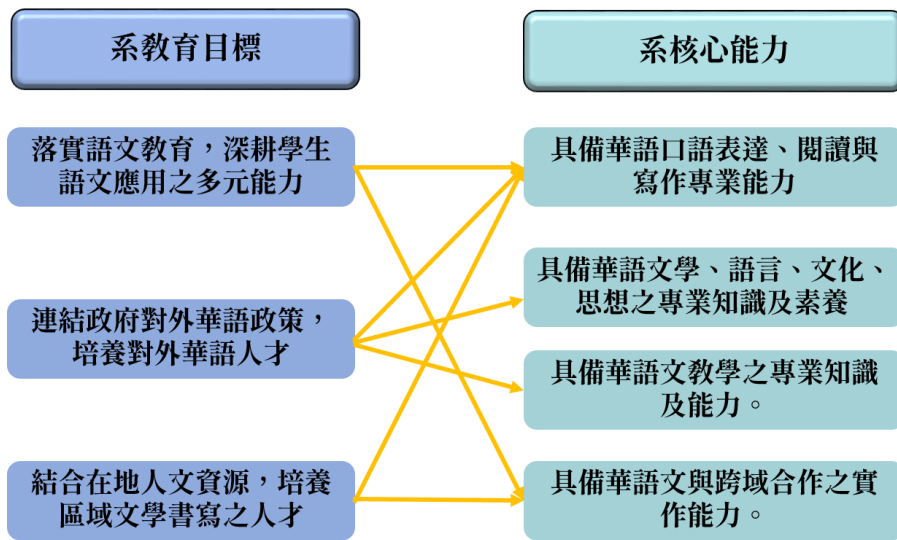 系教育目標
系核心能力
落實語文教育，深耕學生
語文應用之多元能力
具備華語口語表達、閱讀與
寫作專業能力
具備華語文學、語言、文化、
思想之專業知識及素養
連結政府對外華語政策，
培養對外華語人才
具備華語文教學之專業知識
及能力。
結合在地人文資源，培養
區域文學書寫之人才
具備華語文與跨域合作之實
作能力。